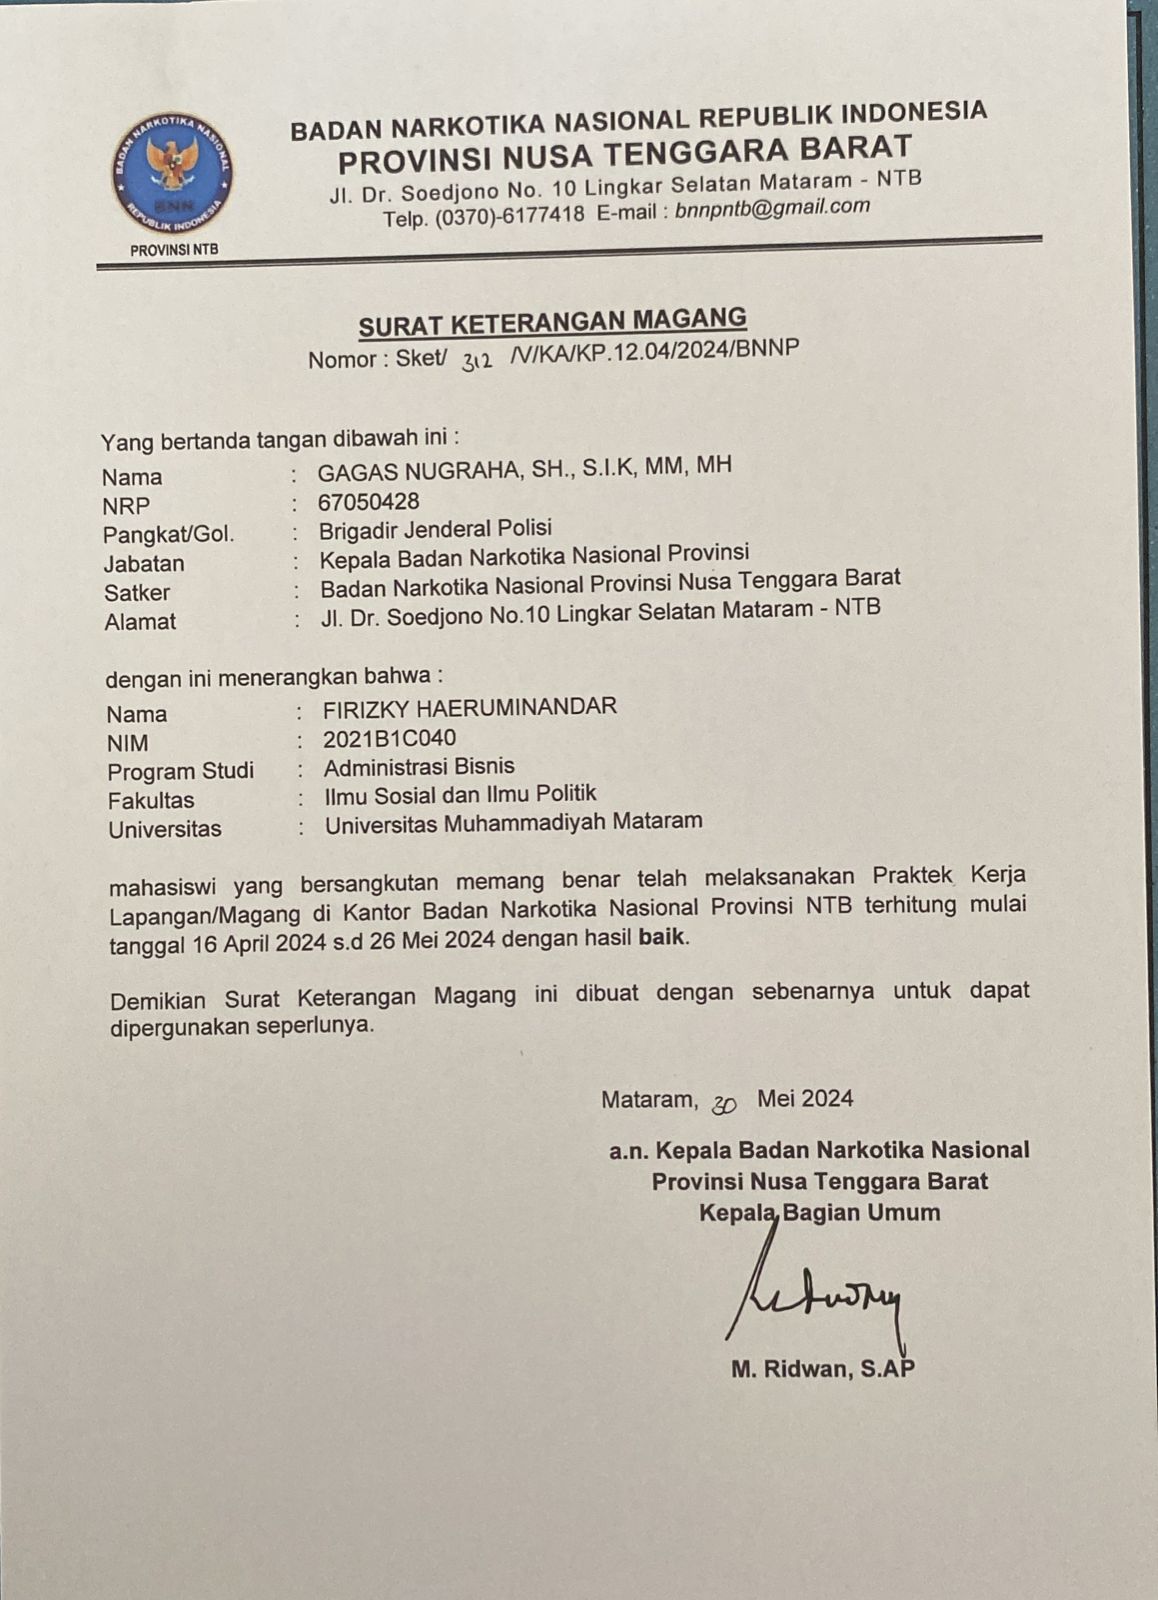 BADAN NARKOTIKA NASIONAL
BNN
REPUBLIK INDONESIA
PROVINSI NTB
BADAN NARKOTIKA NASIONAL REPUBLIK INDONESIA
PROVINSI NUSA TENGGARA BARAT
Jl. Dr. Soedjono No. 10 Lingkar Selatan Mataram - NTB
Telp. (0370)-6177418 E-mail : bnnpntb@gmail.com
SURAT KETERANGAN MAGANG
Nomor : Sket/ 312 /V/KA/KP.12.04/2024/BNNP
Yang bertanda tangan dibawah ini :
Nama : GAGAS NUGRAHA, SH., S.I.K, MM, MH
NRP : 67050428
Pangkat/Gol. : Brigadir Jenderal Polisi
Jabatan : Kepala Badan Narkotika Nasional Provinsi
Satker : Badan Narkotika Nasional Provinsi Nusa Tenggara Barat
Alamat : Jl. Dr. Soedjono No.10 Lingkar Selatan Mataram - NTB
dengan ini menerangkan bahwa :
Nama : FIRIZKY HAERUMINANDAR
NIM : 2021B1C040
Program Studi : Administrasi Bisnis
Fakultas : Ilmu Sosial dan Ilmu Politik
Universitas : Universitas Muhammadiyah Mataram
mahasiswi yang bersangkutan memang benar telah melaksanakan Praktek Kerja
Lapangan/Magang di Kantor Badan Narkotika Nasional Provinsi NTB terhitung mulai
tanggal 16 April 2024 s.d 26 Mei 2024 dengan hasil baik.
Demikian Surat Keterangan Magang ini dibuat dengan sebenarnya untuk dapat
dipergunakan seperlunya.
Mataram, 30 Mei 2024
a.n. Kepala Badan Narkotika Nasional
Provinsi Nusa Tenggara Barat
Kepala Bagian Umum
M. Ridwan, S.AP